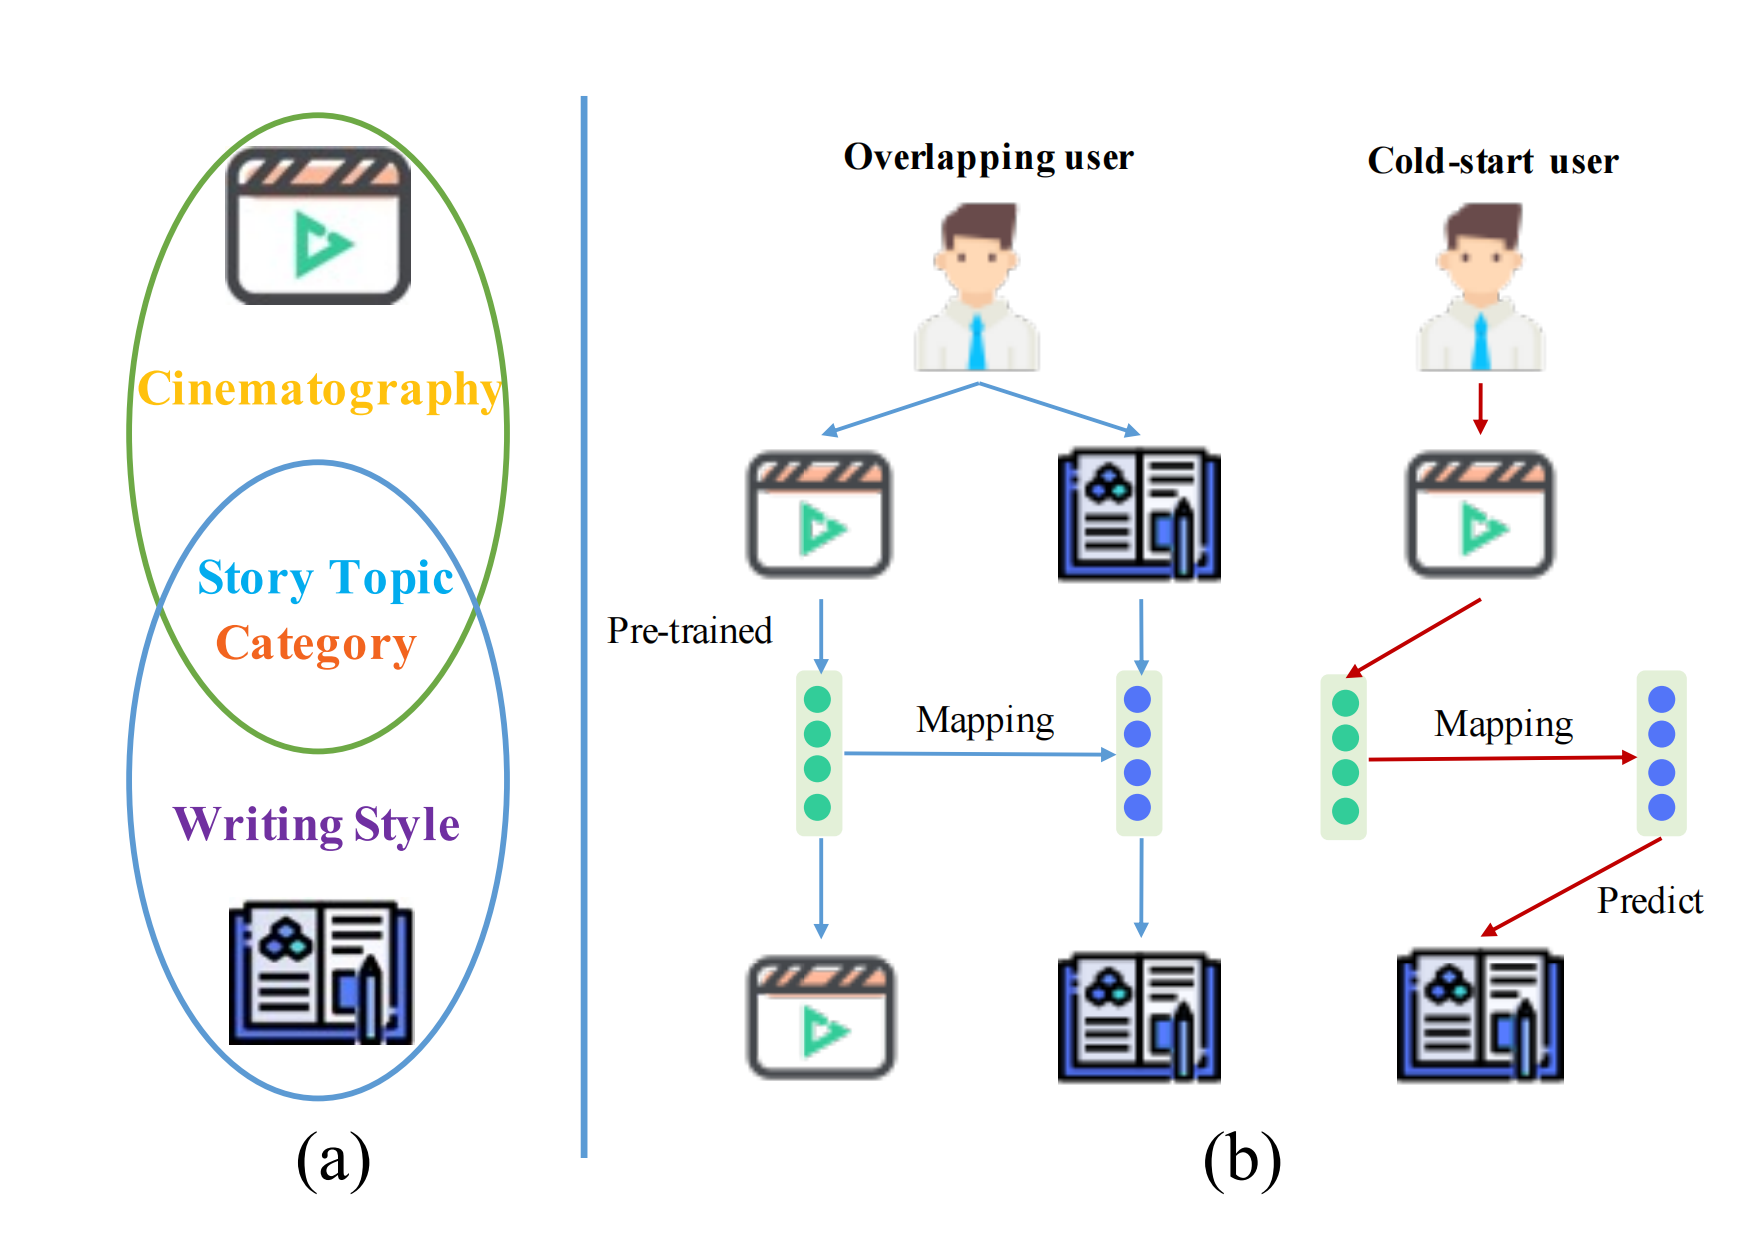 Cinematography
Story Topic
Category
Writing Style
(a)
Overlapping user
Cold-start user
Pre-trained
Mapping
Mapping
Predict
(b)